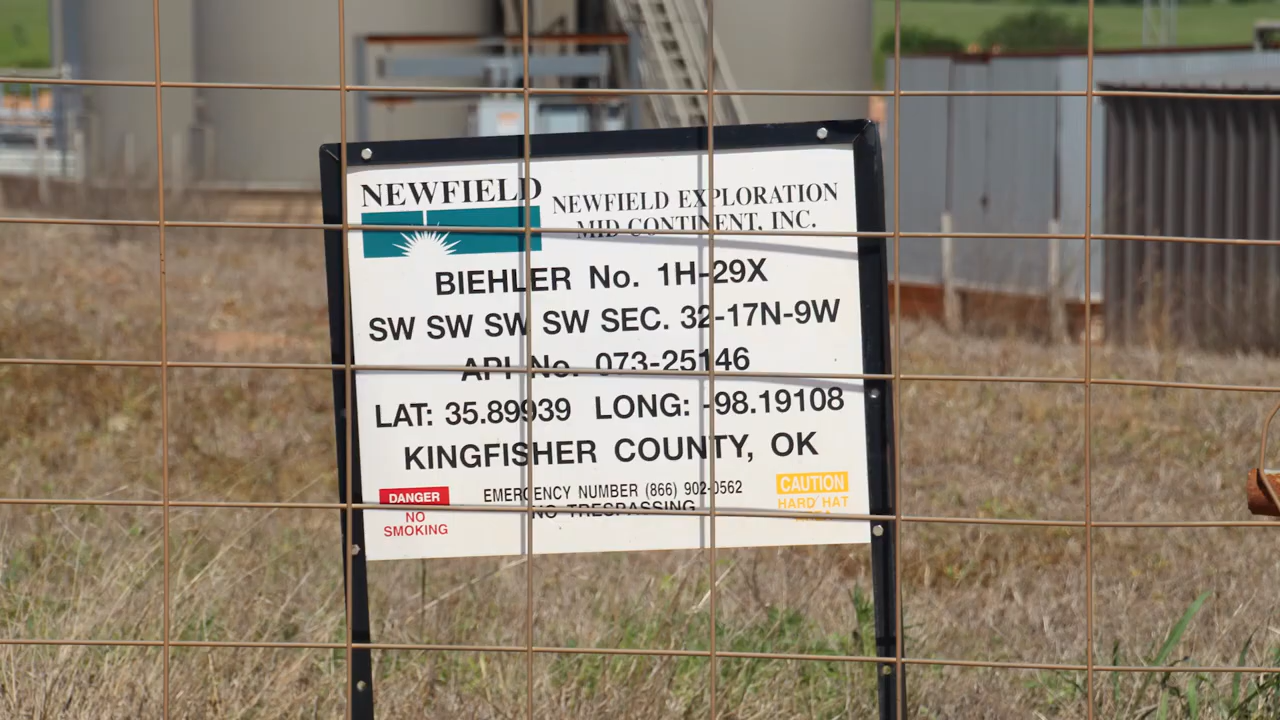 NEWFIELD
NEWFIELD EXPLORATION
MID CONTINENT, INC.
BIEHLER No. 1H-29X
SW SW SW SW SEC. 32-17N-9W
API No. 073-25146
LAT: 35.89939 LONG: -98.19108
KINGFISHER COUNTY, OK
EMERGENCY NUMBER (866) 902-0562
NO TRESPASSING
DANGER
NO
SMOKING
CAUTION
HARD HAT
AREA